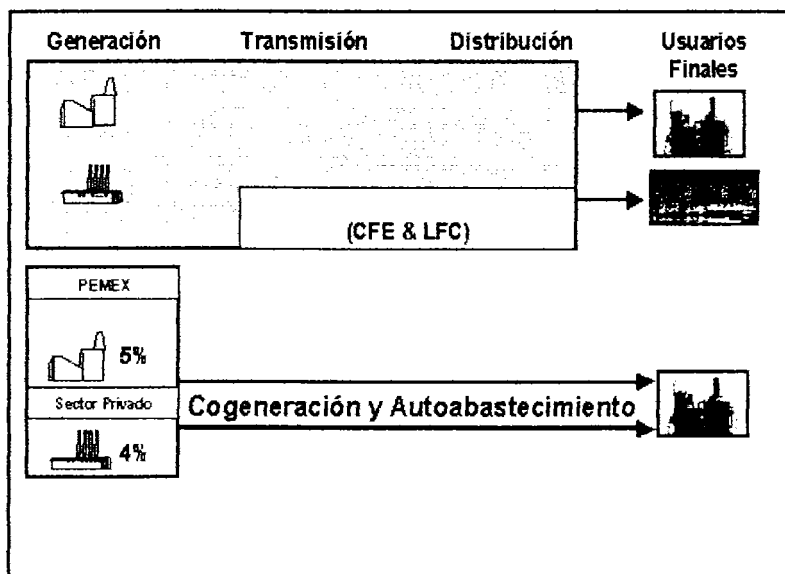 Generación Transmisión Distribución Usuarios
Finales
(CFE & LFC)
PEMEX
5%
Sector Privado
Cogeneración y Autoabastecimiento
4%